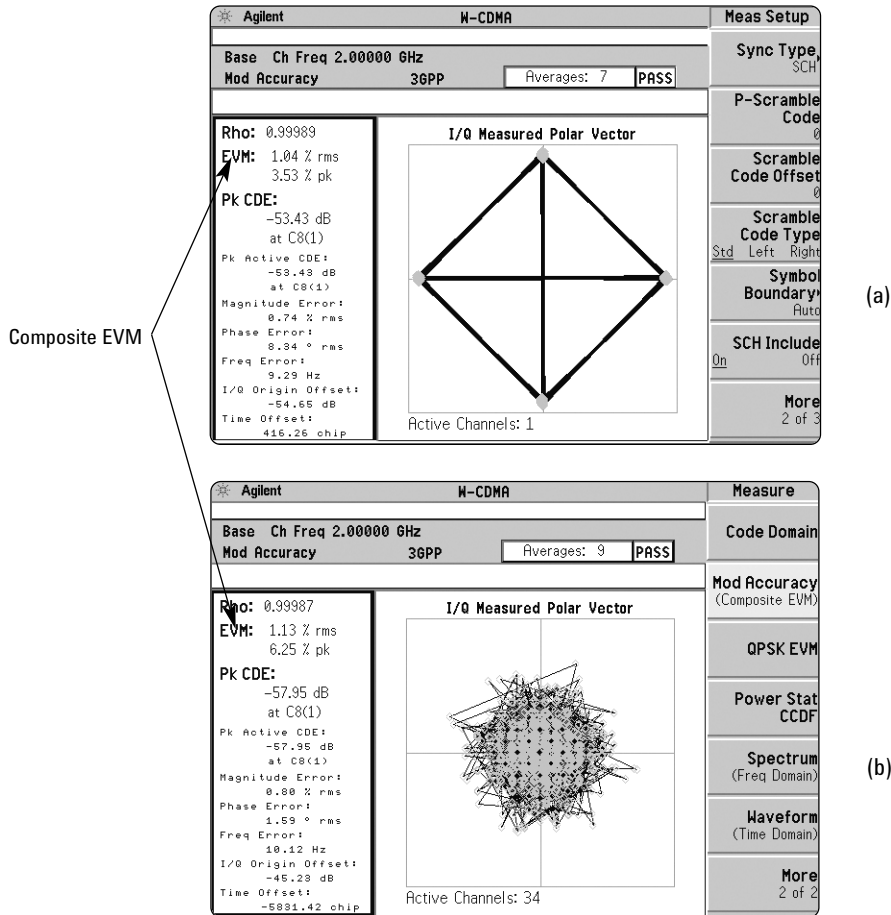 Agilent W-CDMA Meas Setup
Base Ch Freq 2.00000 GHz
Mod Accuracy 3GPP Averages: 7 PASS
Rho: 0.99989
EVM: 1.04 % rms
3.53 % pk
Pk CDE:
-53.43 dB
at C8(1)
Pk Active CDE:
-53.43 dB
at C8(1)
Magnitude Error:
0.74 % rms
Phase Error:
8.34 ° rms
Freq Error:
9.29 Hz
I/Q Origin Offset:
-54.65 dB
Time Offset:
416.26 chip
I/Q Measured Polar Vector
Active Channels: 1
Sync Type
SCH
P-Scramble
Code
0
Scramble
Code Offset
0
Scramble
Code Type
Std Left Right
Symbol
Boundary
Auto
SCH Include
On Off
More
2 of 3
(a)
Composite EVM
Agilent W-CDMA Measure
Base Ch Freq 2.00000 GHz
Mod Accuracy 3GPP Averages: 9 PASS
Rho: 0.99987
EVM: 1.13 % rms
6.25 % pk
Pk CDE:
-57.95 dB
at C8(1)
Pk Active CDE:
-57.95 dB
at C8(1)
Magnitude Error:
0.80 % rms
Phase Error:
1.59 ° rms
Freq Error:
10.12 Hz
I/Q Origin Offset:
-45.23 dB
Time Offset:
-5831.42 chip
I/Q Measured Polar Vector
Active Channels: 34
Code Domain
Mod Accuracy
(Composite EVM)
QPSK EVM
Power Stat
CCDF
Spectrum
(Freq Domain)
Waveform
(Time Domain)
More
2 of 2
(b)